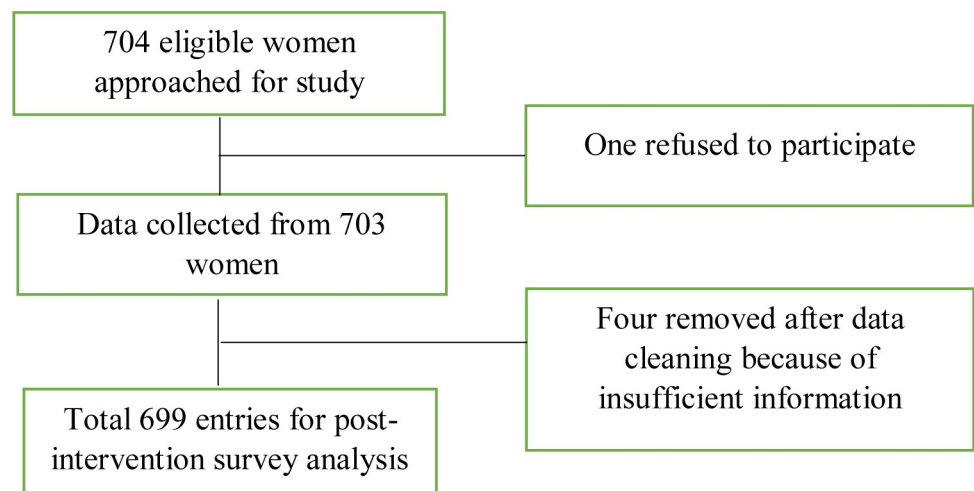 704 eligible women
approached for study
One refused to participate
Data collected from 703
women
Four removed after data
cleaning because of
insufficient information
Total 699 entries for post-
intervention survey analysis